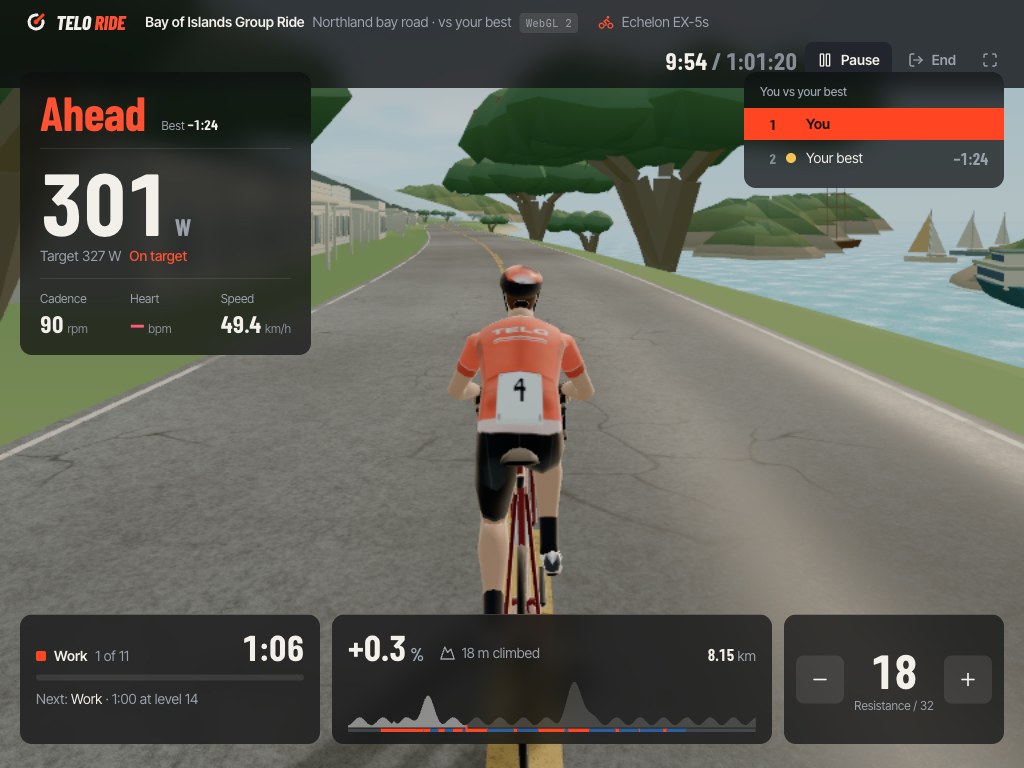 TELO RIDE Bay of Islands Group Ride Northland bay road · vs your best WebGL 2 Echelon EX-5s
9:54 / 1:01:20 Pause End
Ahead Best −1:24
301 W
Target 327 W On target
Cadence Heart Speed
90 rpm — bpm 49.4 km/h
You vs your best
1 You
2 Your best −1:24
TELO
4
Work 1 of 11 1:06
Next: Work · 1:00 at level 14
+0.3 % 18 m climbed 8.15 km
− 18 +
Resistance / 32